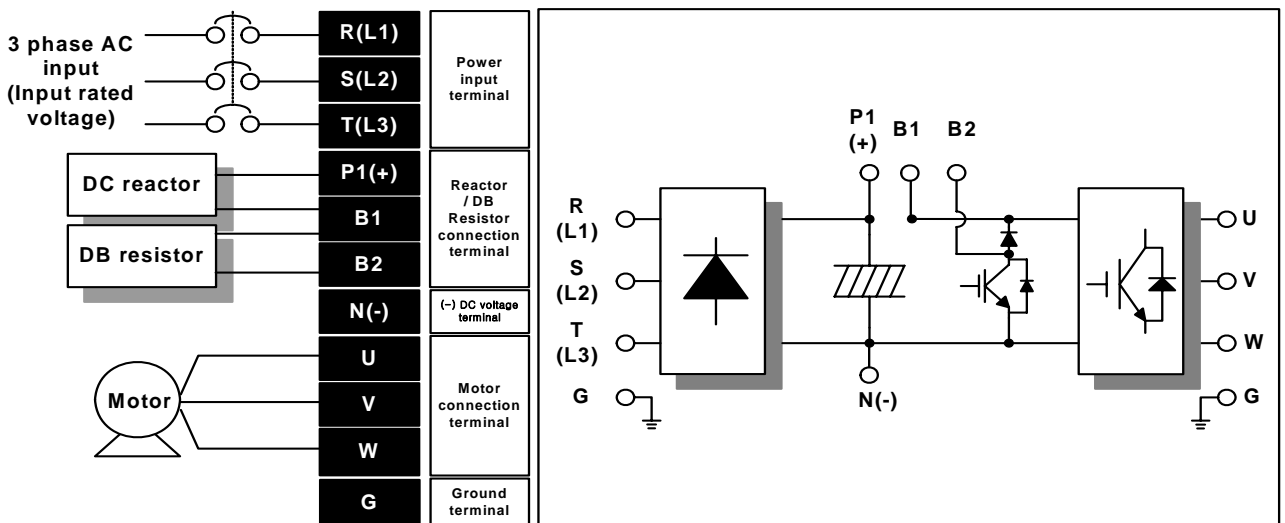 3 phase AC
input
(Input rated
voltage)
R(L1)
S(L2)
T(L3)
Power
input
terminal
DC reactor
DB resistor
P1(+)
B1
B2
Reactor
/ DB
Resistor
connection
terminal
N(-)
(-) DC voltage
terminal
Motor
U
V
W
Motor
connection
terminal
G
Ground
terminal
P1
(+)
B1
B2
R
(L1)
S
(L2)
T
(L3)
G
N(-)
U
V
W
G